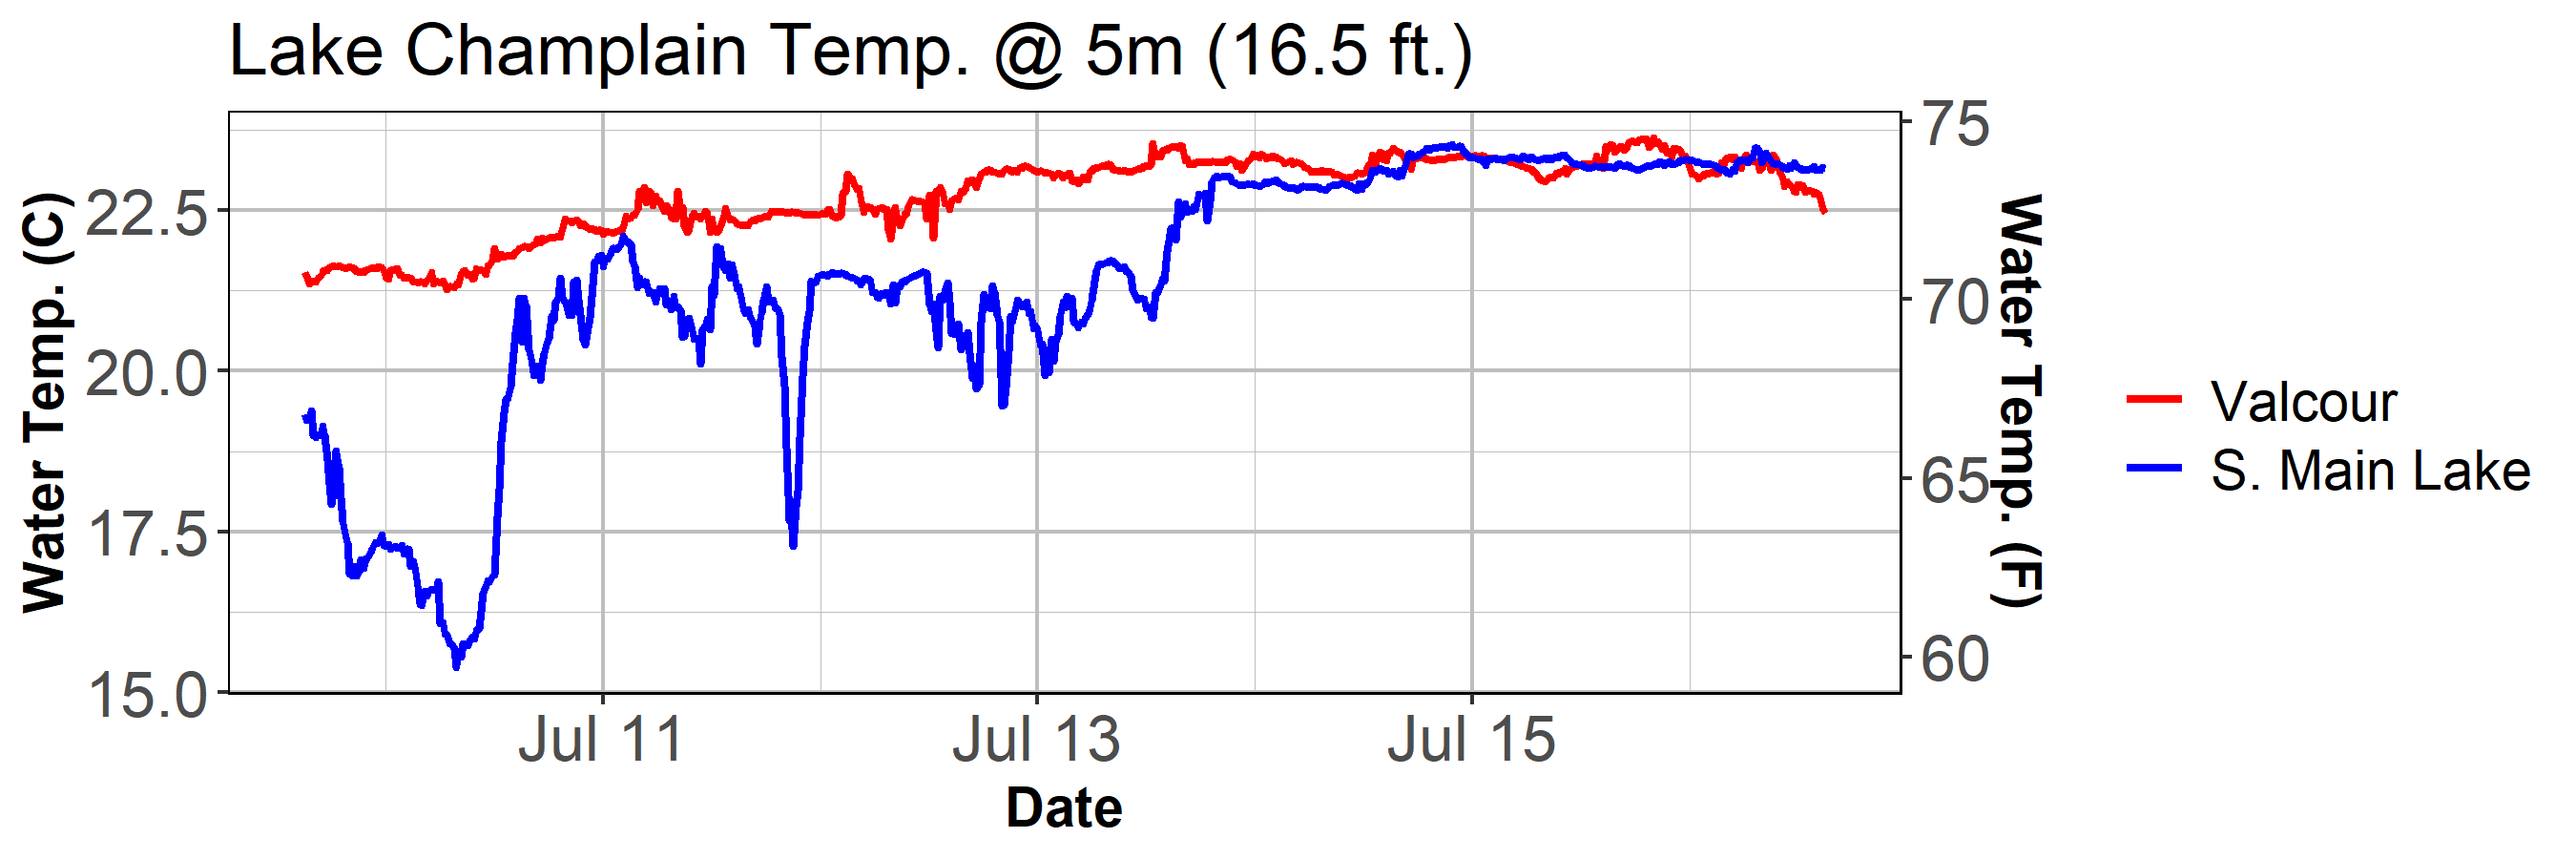 Lake Champlain Temp. @ 5m (16.5 ft.)
Water Temp. (C)
22.5
20.0
17.5
15.0
75
70
65
60
Water Temp. (F)
Jul 11
Jul 13
Jul 15
Date
Valcour
S. Main Lake